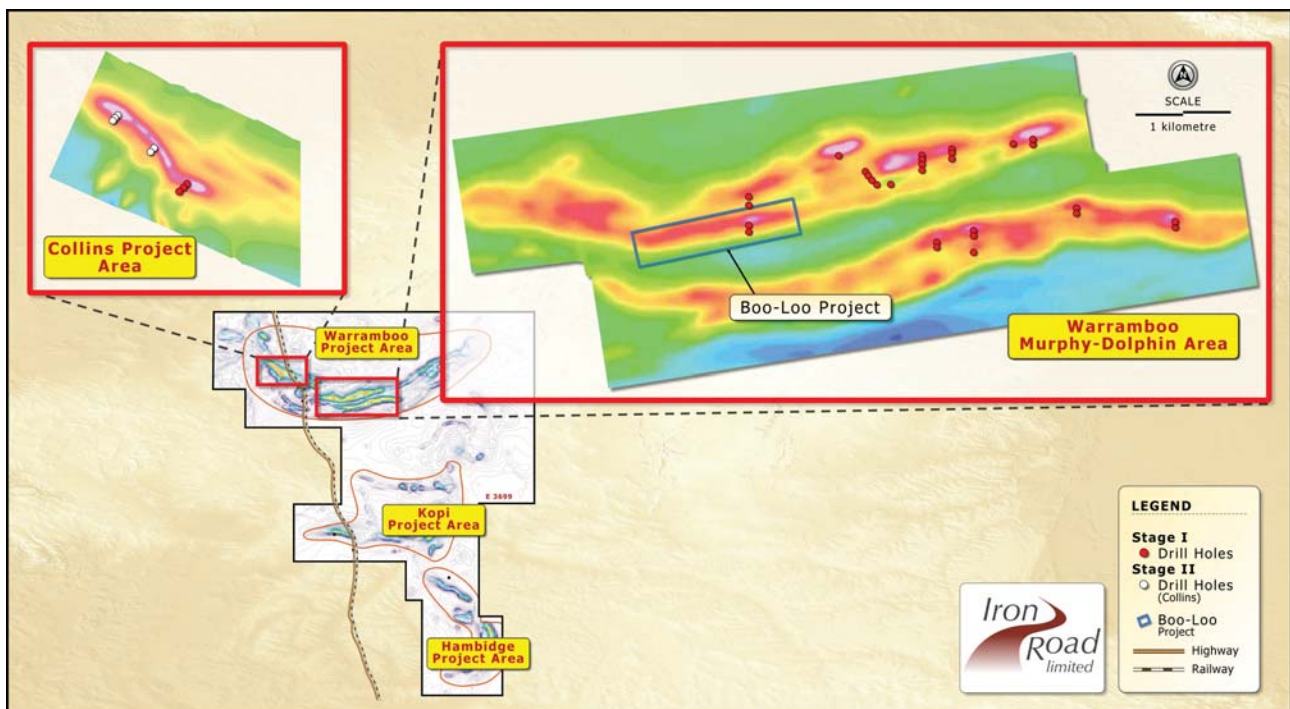 Collins Project
Area
N
SCALE
1 kilometre
Boo-Loo Project
Warramboo
Murphy-Dolphin Area
Warramboo
Project Area
E 3699
Kopi
Project Area
Hambidge
Project Area
Iron
Road
limited
LEGEND
Stage I
Drill Holes
Stage II
Drill Holes
(Collins)
Boo-Loo
Project
Highway
Railway